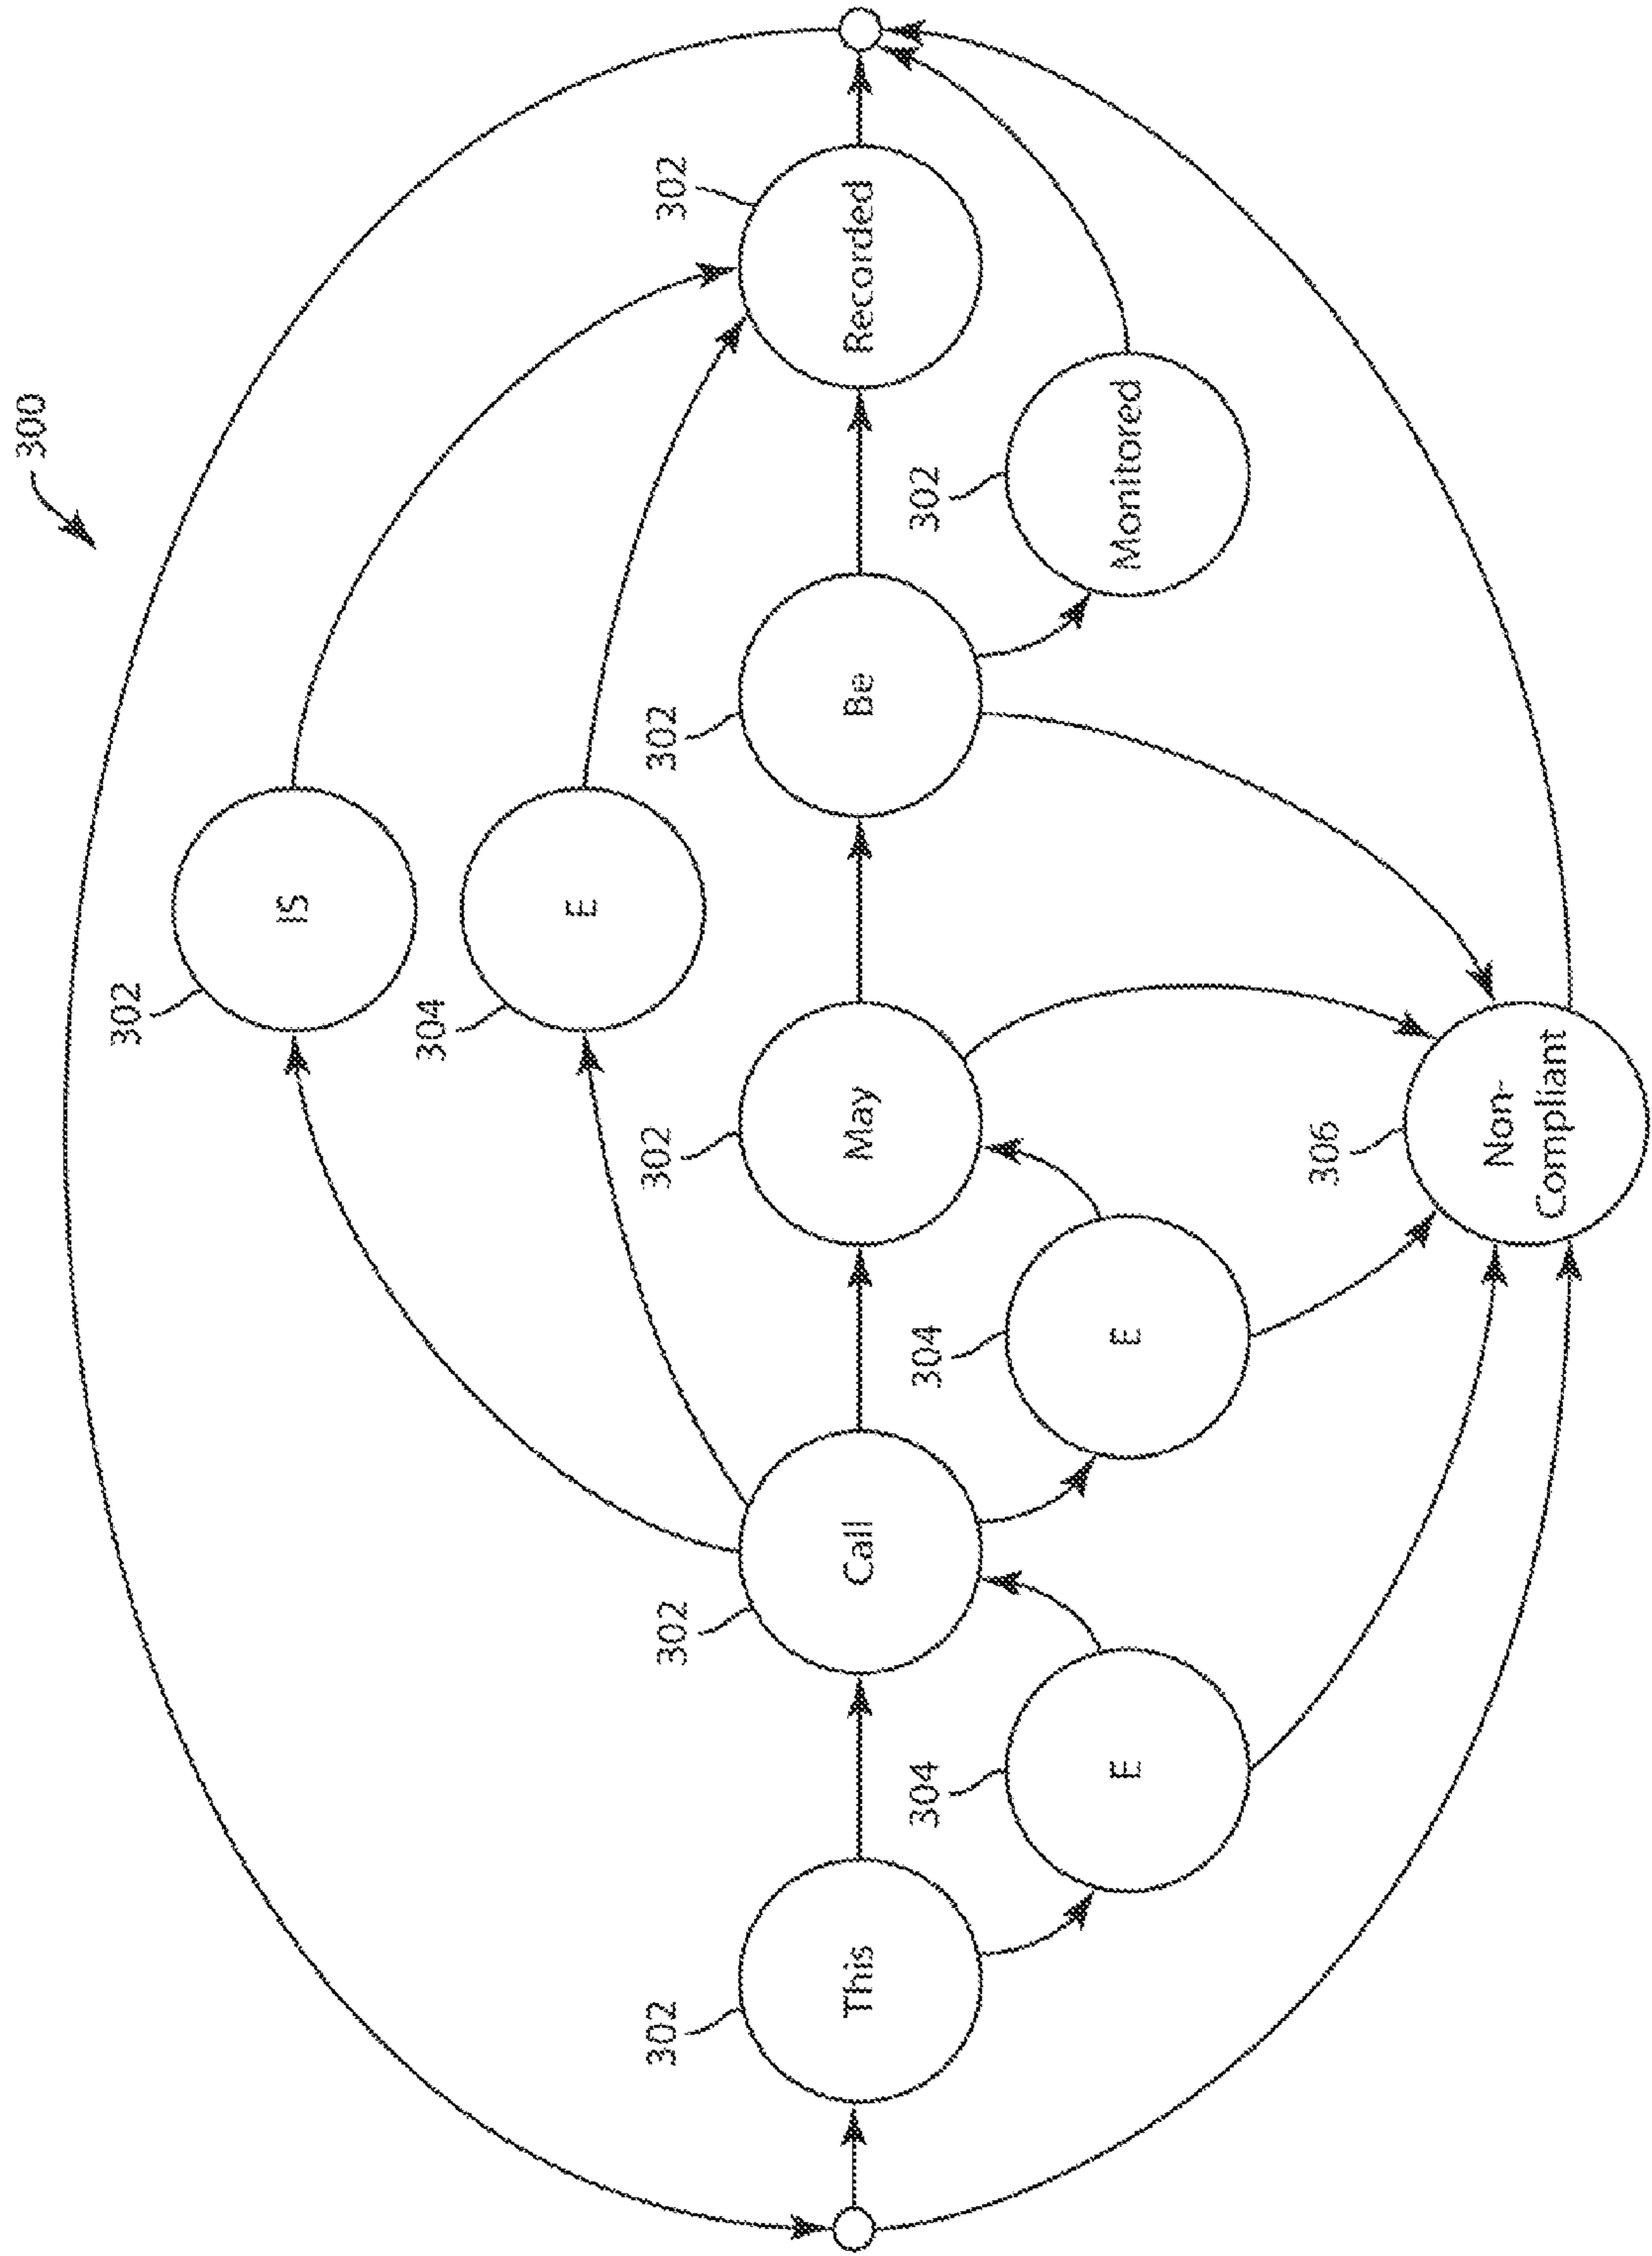 300
302
IS
304
E
302
This
302
Call
302
May
302
Be
302
Recorded
304
E
304
E
302
Monitored
306
Non-
Compliant